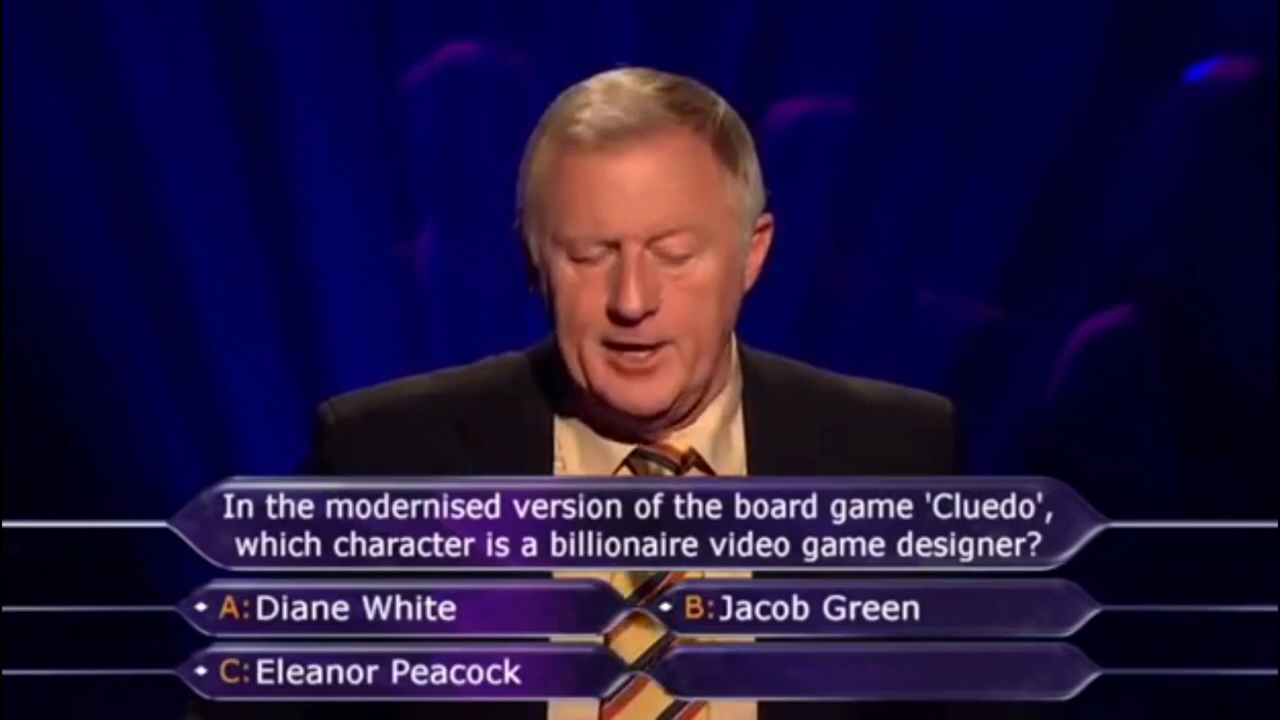 In the modernised version of the board game 'Cluedo',
which character is a billionaire video game designer?
A: Diane White
B: Jacob Green
C: Eleanor Peacock